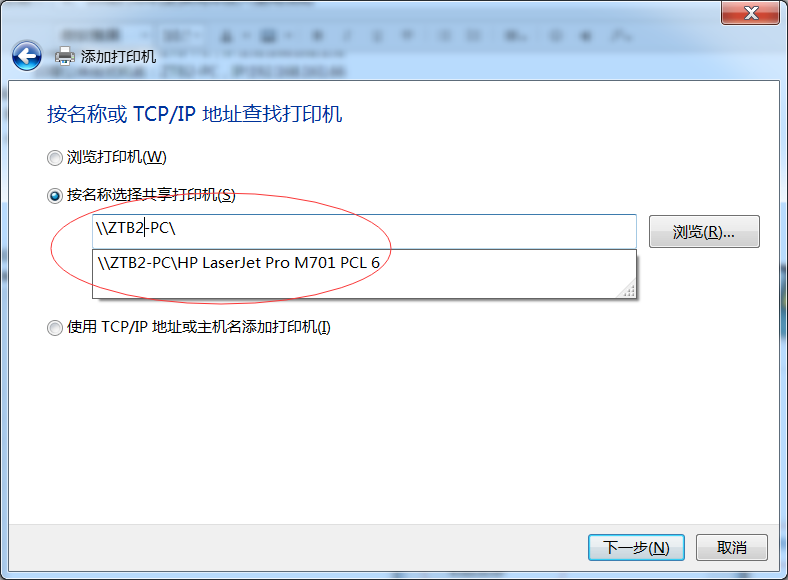 添加打印机
按名称或 TCP/IP 地址查找打印机
浏览打印机(W)
按名称选择共享打印机(S)
\\ZTB2-PC\
浏览(R)...
\\ZTB2-PC\HP LaserJet Pro M701 PCL 6
使用 TCP/IP 地址或主机名添加打印机(I)
下一步(N)
取消